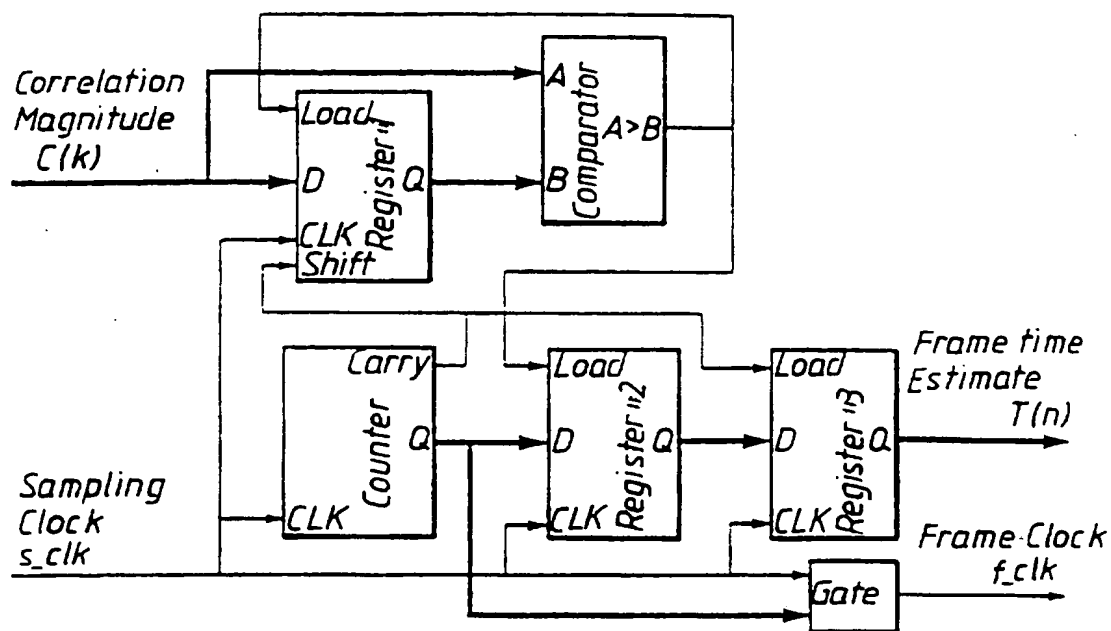 Correlation
Magnitude
C(k)
Load
D
Q
CLK
Shift
Register "1
A
B
A>B
Comparator
Carry
Q
CLK
Counter
Load
D
Q
CLK
Register "2
Load
D
Q
CLK
Register "3
Frame time
Estimate
T(n)
Sampling
Clock
s_clk
Gate
Frame-Clock
f_clk